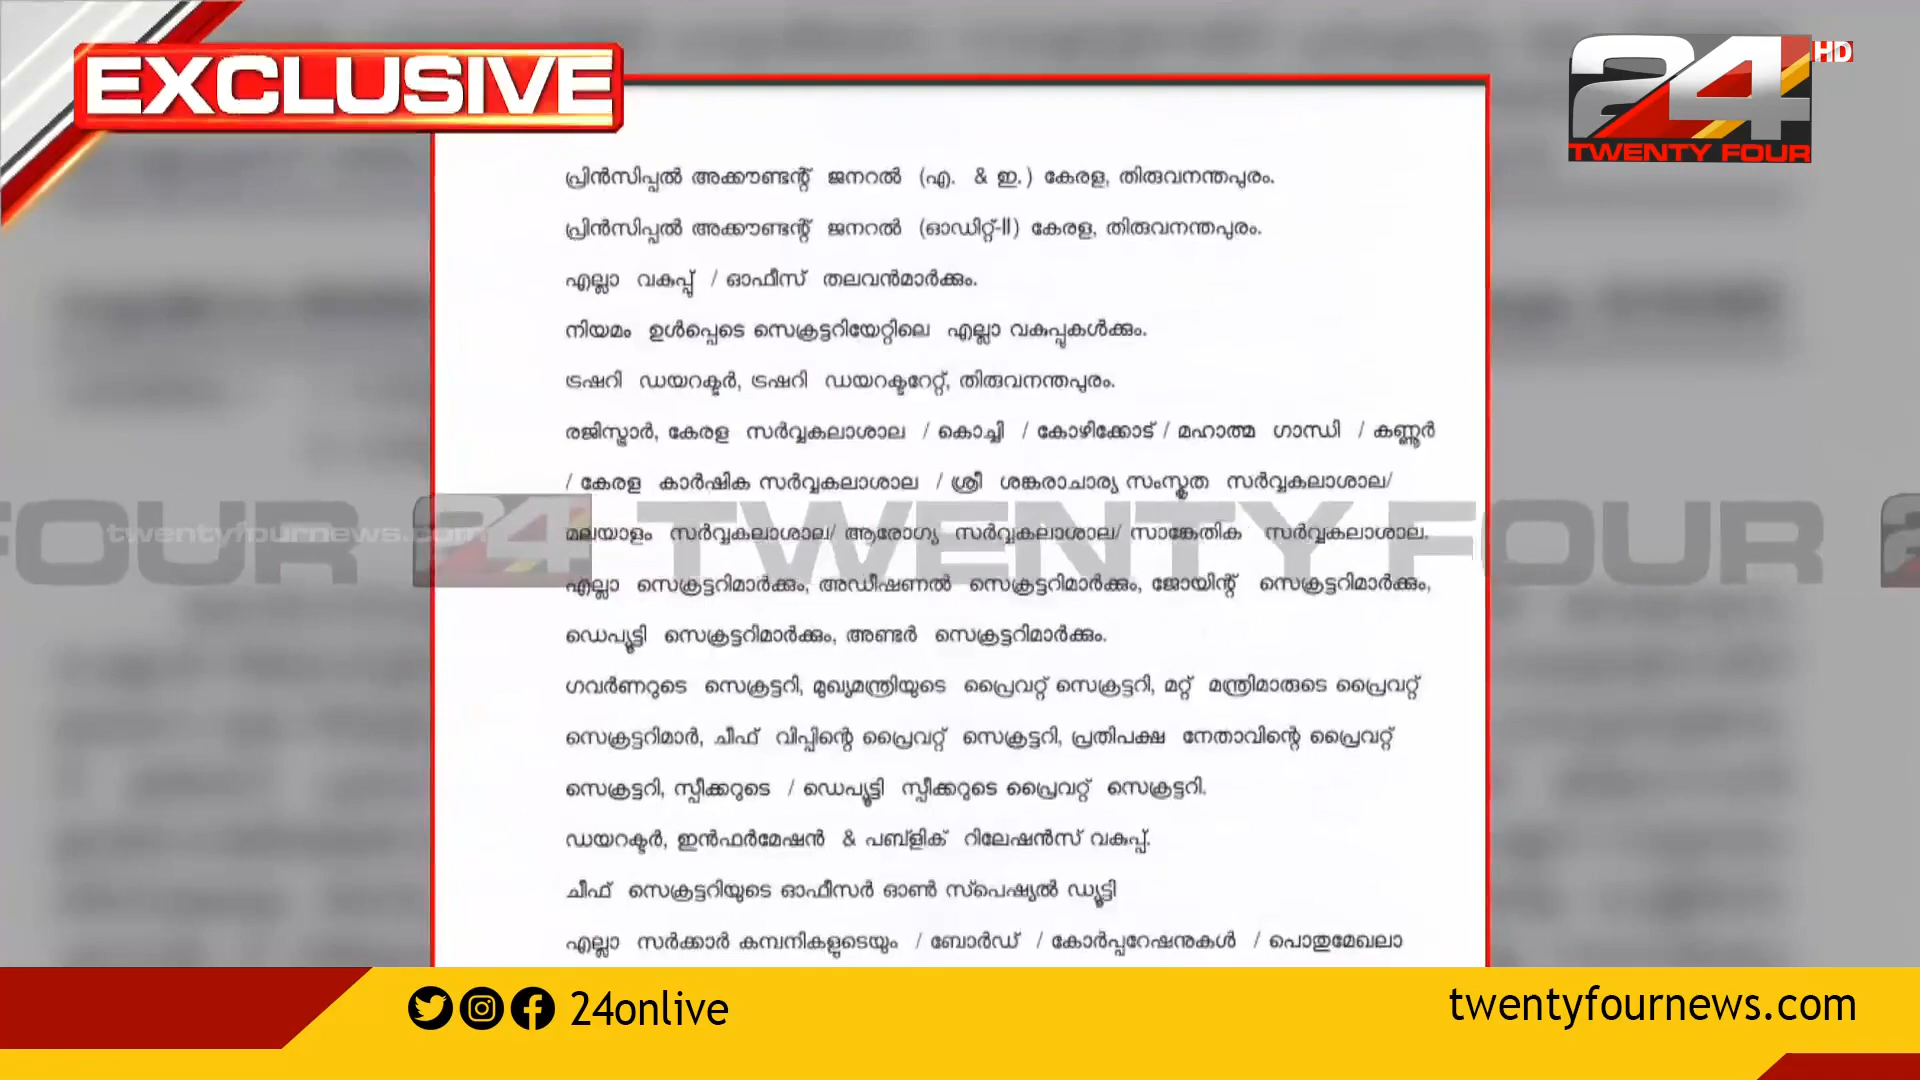 EXCLUSIVE
24 HD
TWENTY FOUR
പ്രിൻസിപ്പൽ അക്കൗണ്ടന്റ് ജനറൽ (എ. & ഇ.) കേരള, തിരുവനന്തപുരം.
പ്രിൻസിപ്പൽ അക്കൗണ്ടന്റ് ജനറൽ (ഓഡിറ്റ്-II) കേരള, തിരുവനന്തപുരം.
എല്ലാ വകുപ്പ് / ഓഫീസ് തലവൻമാർക്കും.
നിയമം ഉൾപ്പെടെ സെക്രട്ടറിയേറ്റിലെ എല്ലാ വകുപ്പുകൾക്കും.
ട്രഷറി ഡയറക്ടർ, ട്രഷറി ഡയറക്ടറേറ്റ്, തിരുവനന്തപുരം.
രജിസ്ട്രാർ, കേരള സർവ്വകലാശാല / കൊച്ചി / കോഴിക്കോട് / മഹാത്മ ഗാന്ധി / കണ്ണൂർ
/ കേരള കാർഷിക സർവ്വകലാശാല / ശ്രീ ശങ്കരാചാര്യ സംസ്കൃത സർവ്വകലാശാല/
മലയാളം സർവ്വകലാശാല/ ആരോഗ്യ സർവ്വകലാശാല/ സാങ്കേതിക സർവ്വകലാശാല.
FOUR 24 TWENTY FOUR
twentyfournews.com
എല്ലാ സെക്രട്ടറിമാർക്കും, അഡീഷണൽ സെക്രട്ടറിമാർക്കും, ജോയിന്റ് സെക്രട്ടറിമാർക്കും,
ഡെപ്യൂട്ടി സെക്രട്ടറിമാർക്കും, അണ്ടർ സെക്രട്ടറിമാർക്കും.
ഗവർണറുടെ സെക്രട്ടറി, മുഖ്യമന്ത്രിയുടെ പ്രൈവറ്റ് സെക്രട്ടറി, മറ്റ് മന്ത്രിമാരുടെ പ്രൈവറ്റ്
സെക്രട്ടറിമാർ, ചീഫ് വിപ്പിന്റെ പ്രൈവറ്റ് സെക്രട്ടറി, പ്രതിപക്ഷ നേതാവിന്റെ പ്രൈവറ്റ്
സെക്രട്ടറി, സ്പീക്കറുടെ / ഡെപ്യൂട്ടി സ്പീക്കറുടെ പ്രൈവറ്റ് സെക്രട്ടറി.
ഡയറക്ടർ, ഇൻഫർമേഷൻ & പബ്ളിക് റിലേഷൻസ് വകുപ്പ്.
ചീഫ് സെക്രട്ടറിയുടെ ഓഫീസർ ഓൺ സ്പെഷ്യൽ ഡ്യൂട്ടി
എല്ലാ സർക്കാർ കമ്പനികളുടെയും / ബോർഡ് / കോർപ്പറേഷനുകൾ / പൊതുമേഖലാ
24onlive
twentyfournews.com